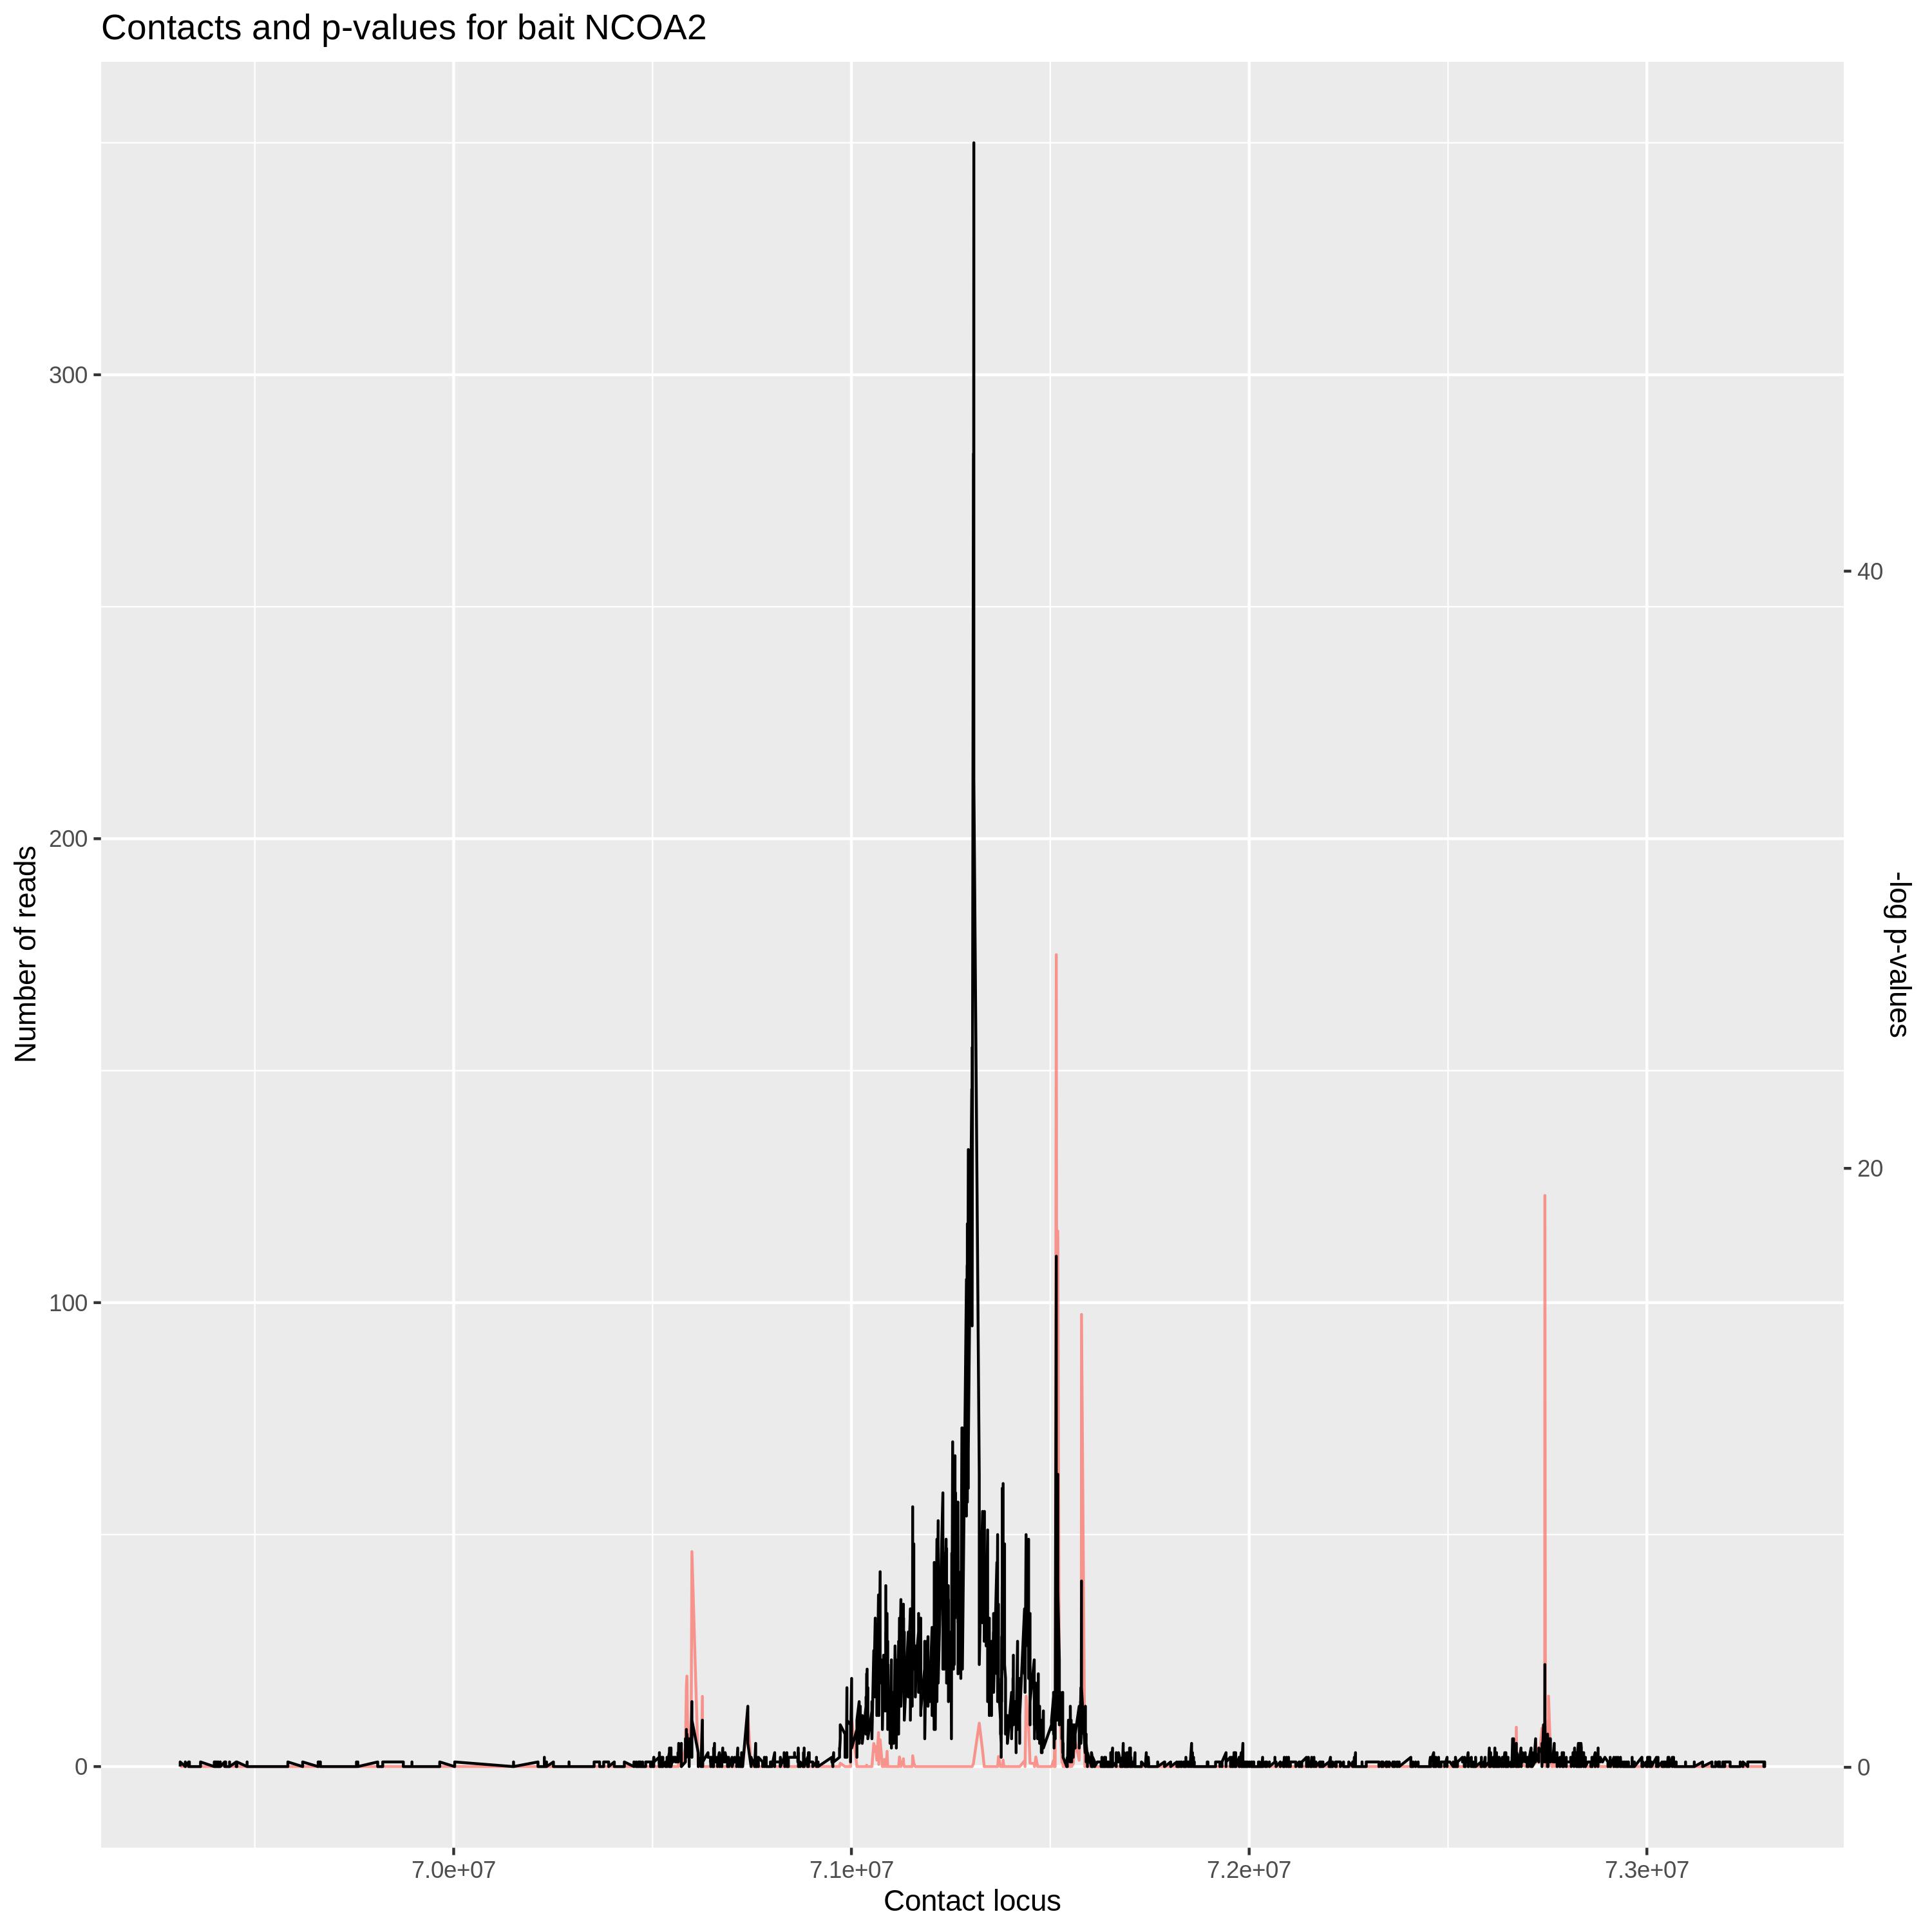 Contacts and p-values for bait NCOA2
300
200
100
0
Number of reads
40
20
0
-log p-values
7.0e+07
7.1e+07
7.2e+07
7.3e+07
Contact locus